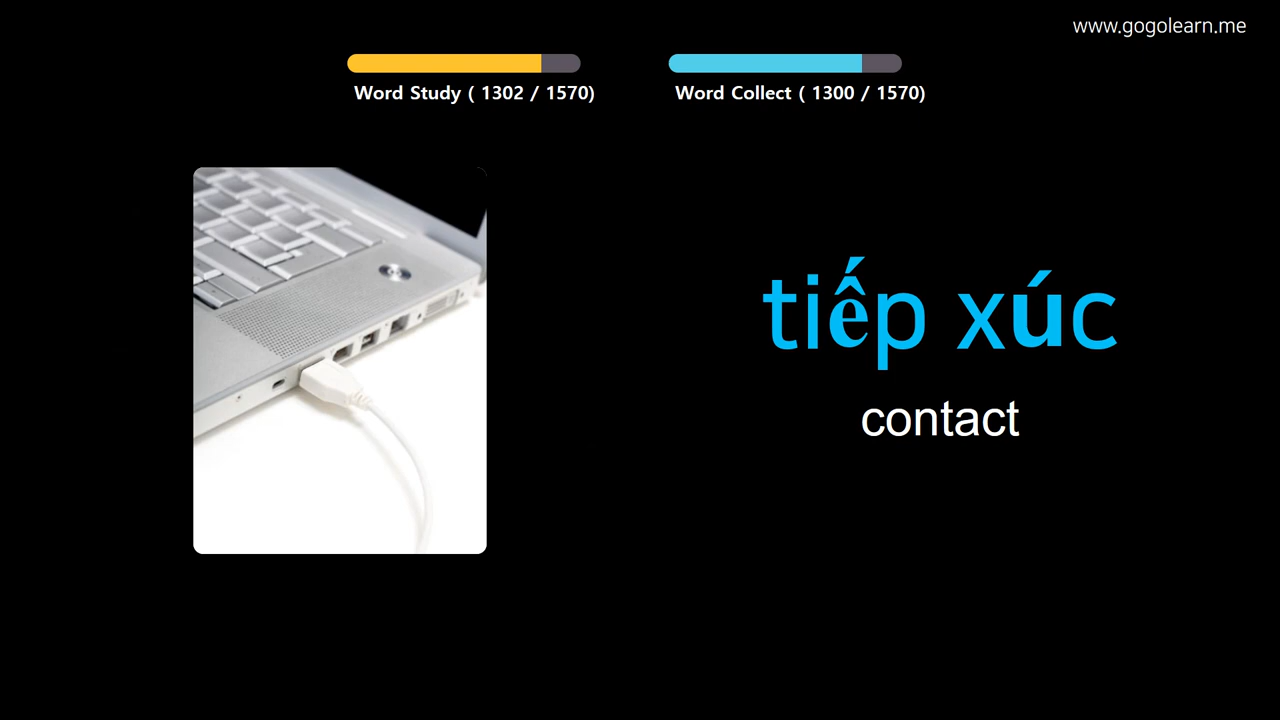 www.gogolearn.me
Word Study ( 1302 / 1570)
Word Collect ( 1300 / 1570)
tiếp xúc
contact